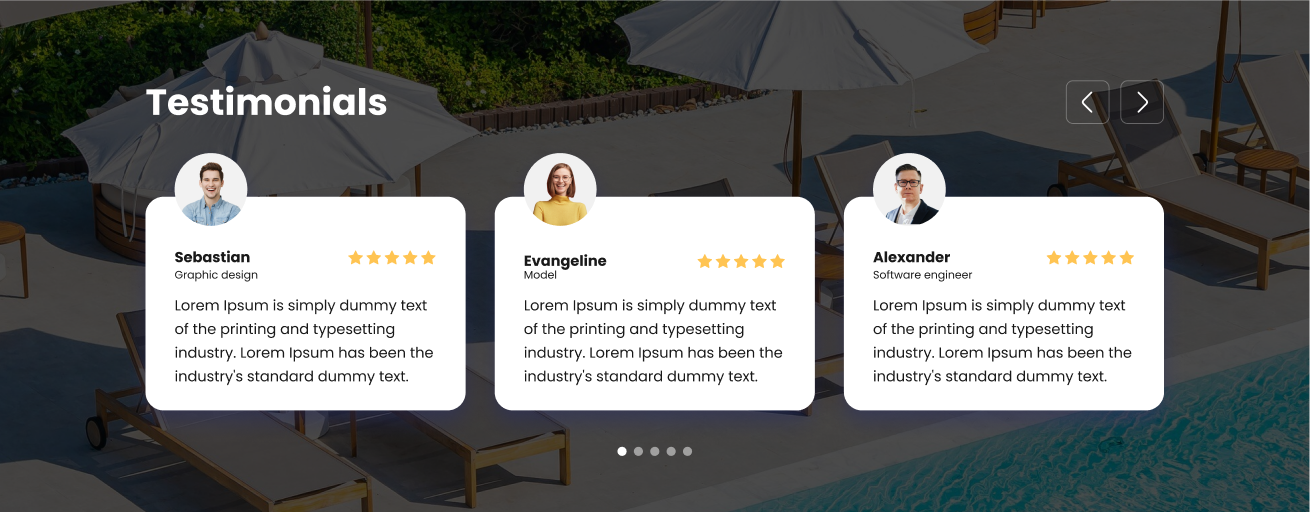 Testimonials
Sebastian
Graphic design
Lorem Ipsum is simply dummy text
of the printing and typesetting
industry. Lorem Ipsum has been the
industry's standard dummy text.
Evangeline
Model
Lorem Ipsum is simply dummy text
of the printing and typesetting
industry. Lorem Ipsum has been the
industry's standard dummy text.
Alexander
Software engineer
Lorem Ipsum is simply dummy text
of the printing and typesetting
industry. Lorem Ipsum has been the
industry's standard dummy text.